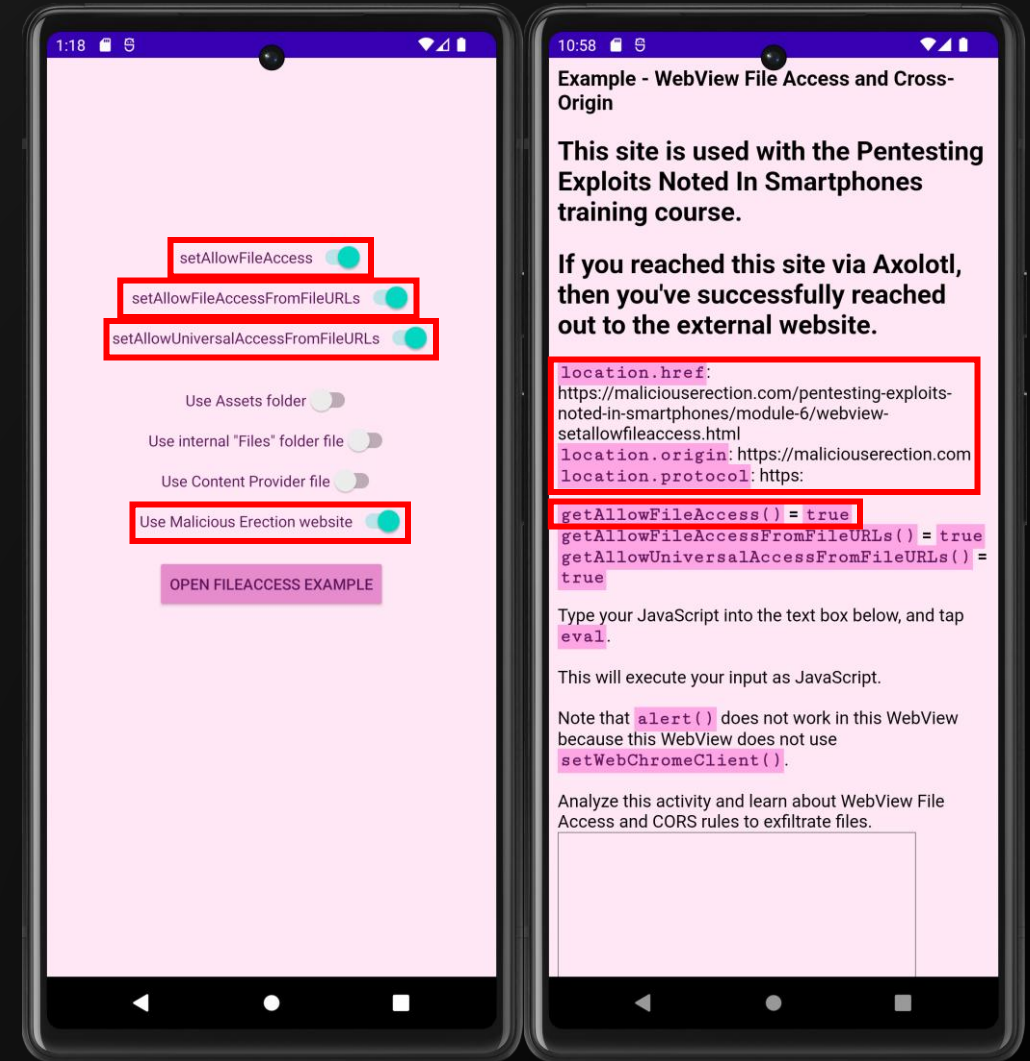 1:18
setAllowFileAccess
setAllowFileAccessFromFileURLs
setAllowUniversalAccessFromFileURLs
Use Assets folder
Use internal "Files" folder file
Use Content Provider file
Use Malicious Erection website
OPEN FILEACCESS EXAMPLE
10:58
Example - WebView File Access and Cross-
Origin
This site is used with the Pentesting
Exploits Noted In Smartphones
training course.
If you reached this site via Axolotl,
then you've successfully reached
out to the external website.
location.href:
https://maliciouserection.com/pentesting-exploits-
noted-in-smartphones/module-6/webview-
setallowfileaccess.html
location.origin: https://maliciouserection.com
location.protocol: https:
getAllowFileAccess() = true
getAllowFileAccessFromFileURLs() = true
getAllowUniversalAccessFromFileURLs() =
true
Type your JavaScript into the text box below, and tap
eval.
This will execute your input as JavaScript.
Note that alert() does not work in this WebView
because this WebView does not use
setWebChromeClient().
Analyze this activity and learn about WebView File
Access and CORS rules to exfiltrate files.